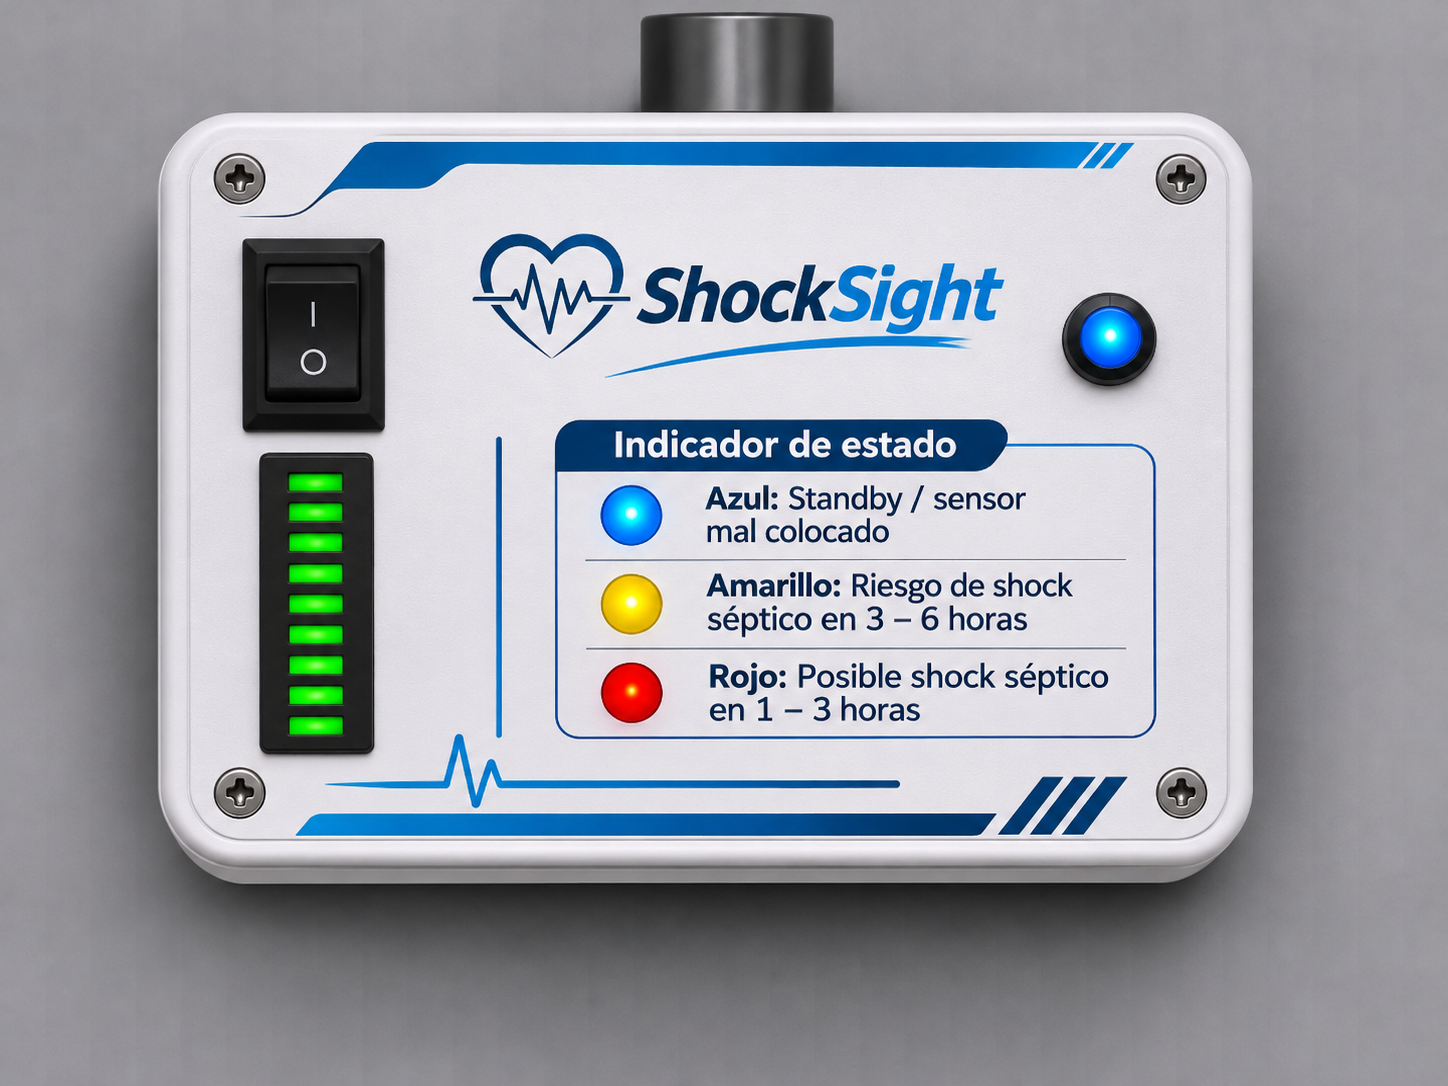 ShockSight
Indicador de estado
Azul: Standby / sensor
mal colocado
Amarillo: Riesgo de shock
séptico en 3 – 6 horas
Rojo: Posible shock séptico
en 1 – 3 horas